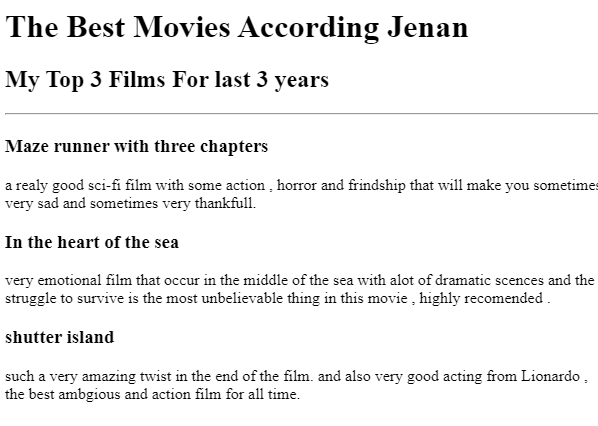 The Best Movies According Jenan
My Top 3 Films For last 3 years
Maze runner with three chapters
a realy good sci-fi film with some action , horror and frindship that will make you sometimes
very sad and sometimes very thankfull.
In the heart of the sea
very emotional film that occur in the middle of the sea with alot of dramatic scences and the
struggle to survive is the most unbelievable thing in this movie , highly recomended .
shutter island
such a very amazing twist in the end of the film. and also very good acting from Lionardo ,
the best ambgious and action film for all time.